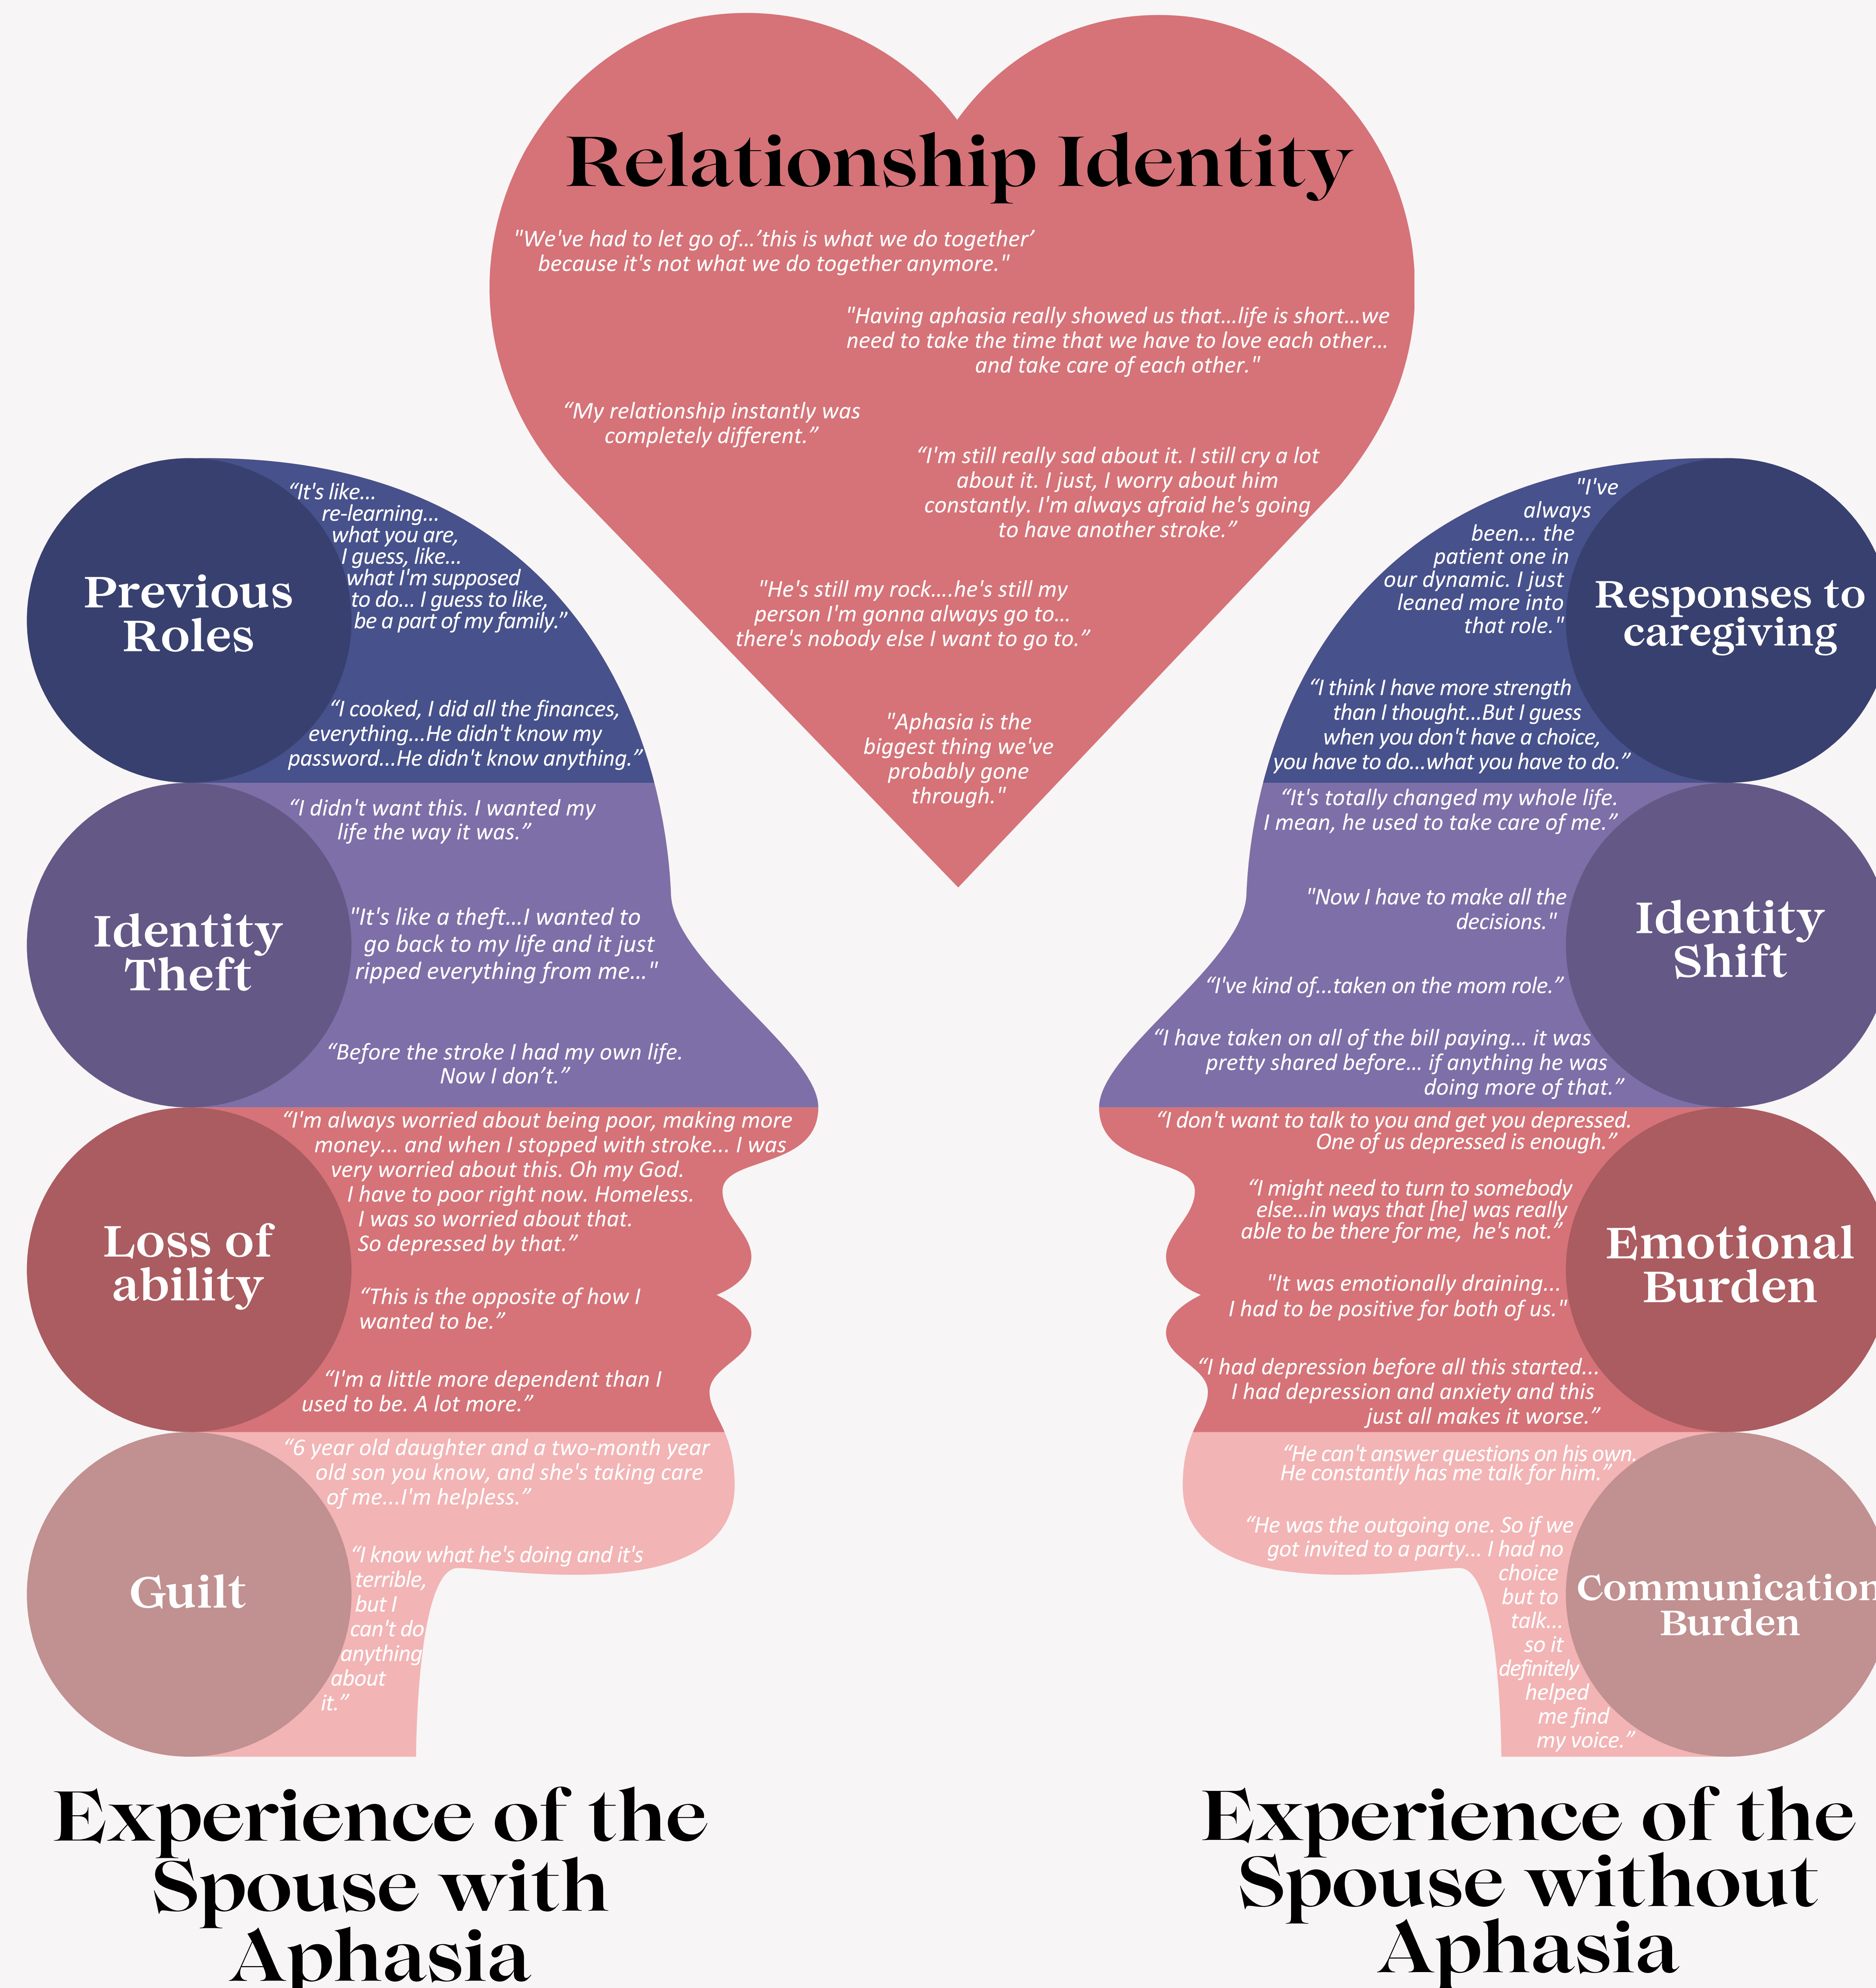 Relationship Identity
"We've had to let go of...’this is what we do together’
because it's not what we do together anymore."
"Having aphasia really showed us that...life is short...we
need to take the time that we have to love each other...
and take care of each other."
“My relationship instantly was
completely different.”
“I'm still really sad about it. I still cry a lot
about it. I just, I worry about him
constantly. I'm always afraid he's going
to have another stroke.”
"He's still my rock....he's still my
person I'm gonna always go to...
there's nobody else I want to go to.”
"Aphasia is the
biggest thing we've
probably gone
through."
Previous
Roles
“It's like...
re-learning...
what you are,
I guess, like...
what I'm supposed
to do... I guess to like,
be a part of my family.”
“I cooked, I did all the finances,
everything...He didn't know my
password...He didn't know anything.”
Identity
Theft
“I didn't want this. I wanted my
life the way it was.”
"It's like a theft...I wanted to
go back to my life and it just
ripped everything from me..."
“Before the stroke I had my own life.
Now I don’t.”
Loss of
ability
“I'm always worried about being poor, making more
money... and when I stopped with stroke... I was
very worried about this. Oh my God.
I have to poor right now. Homeless.
I was so worried about that.
So depressed by that.”
“This is the opposite of how I
wanted to be.”
“I'm a little more dependent than I
used to be. A lot more.”
Guilt
“6 year old daughter and a two-month year
old son you know, and she's taking care
of me...I'm helpless.”
“I know what he's doing and it's
terrible,
but I
can't do
anything
about
it.”
Experience of the
Spouse with
Aphasia
Responses to
caregiving
"I've
always
been... the
patient one in
our dynamic. I just
leaned more into
that role."
“I think I have more strength
than I thought...But I guess
when you don't have a choice,
you have to do...what you have to do.”
Identity
Shift
“It's totally changed my whole life.
I mean, he used to take care of me.”
"Now I have to make all the
decisions."
“I've kind of...taken on the mom role.”
“I have taken on all of the bill paying... it was
pretty shared before... if anything he was
doing more of that.”
Emotional
Burden
“I don't want to talk to you and get you depressed.
One of us depressed is enough.”
“I might need to turn to somebody
else...in ways that [he] was really
able to be there for me, he's not.”
"It was emotionally draining...
I had to be positive for both of us."
“I had depression before all this started...
I had depression and anxiety and this
just all makes it worse.”
Communication
Burden
“He can't answer questions on his own.
He constantly has me talk for him.”
“He was the outgoing one. So if we
got invited to a party... I had no
choice
but to
talk...
so it
definitely
helped
me find
my voice.”
Experience of the
Spouse without
Aphasia